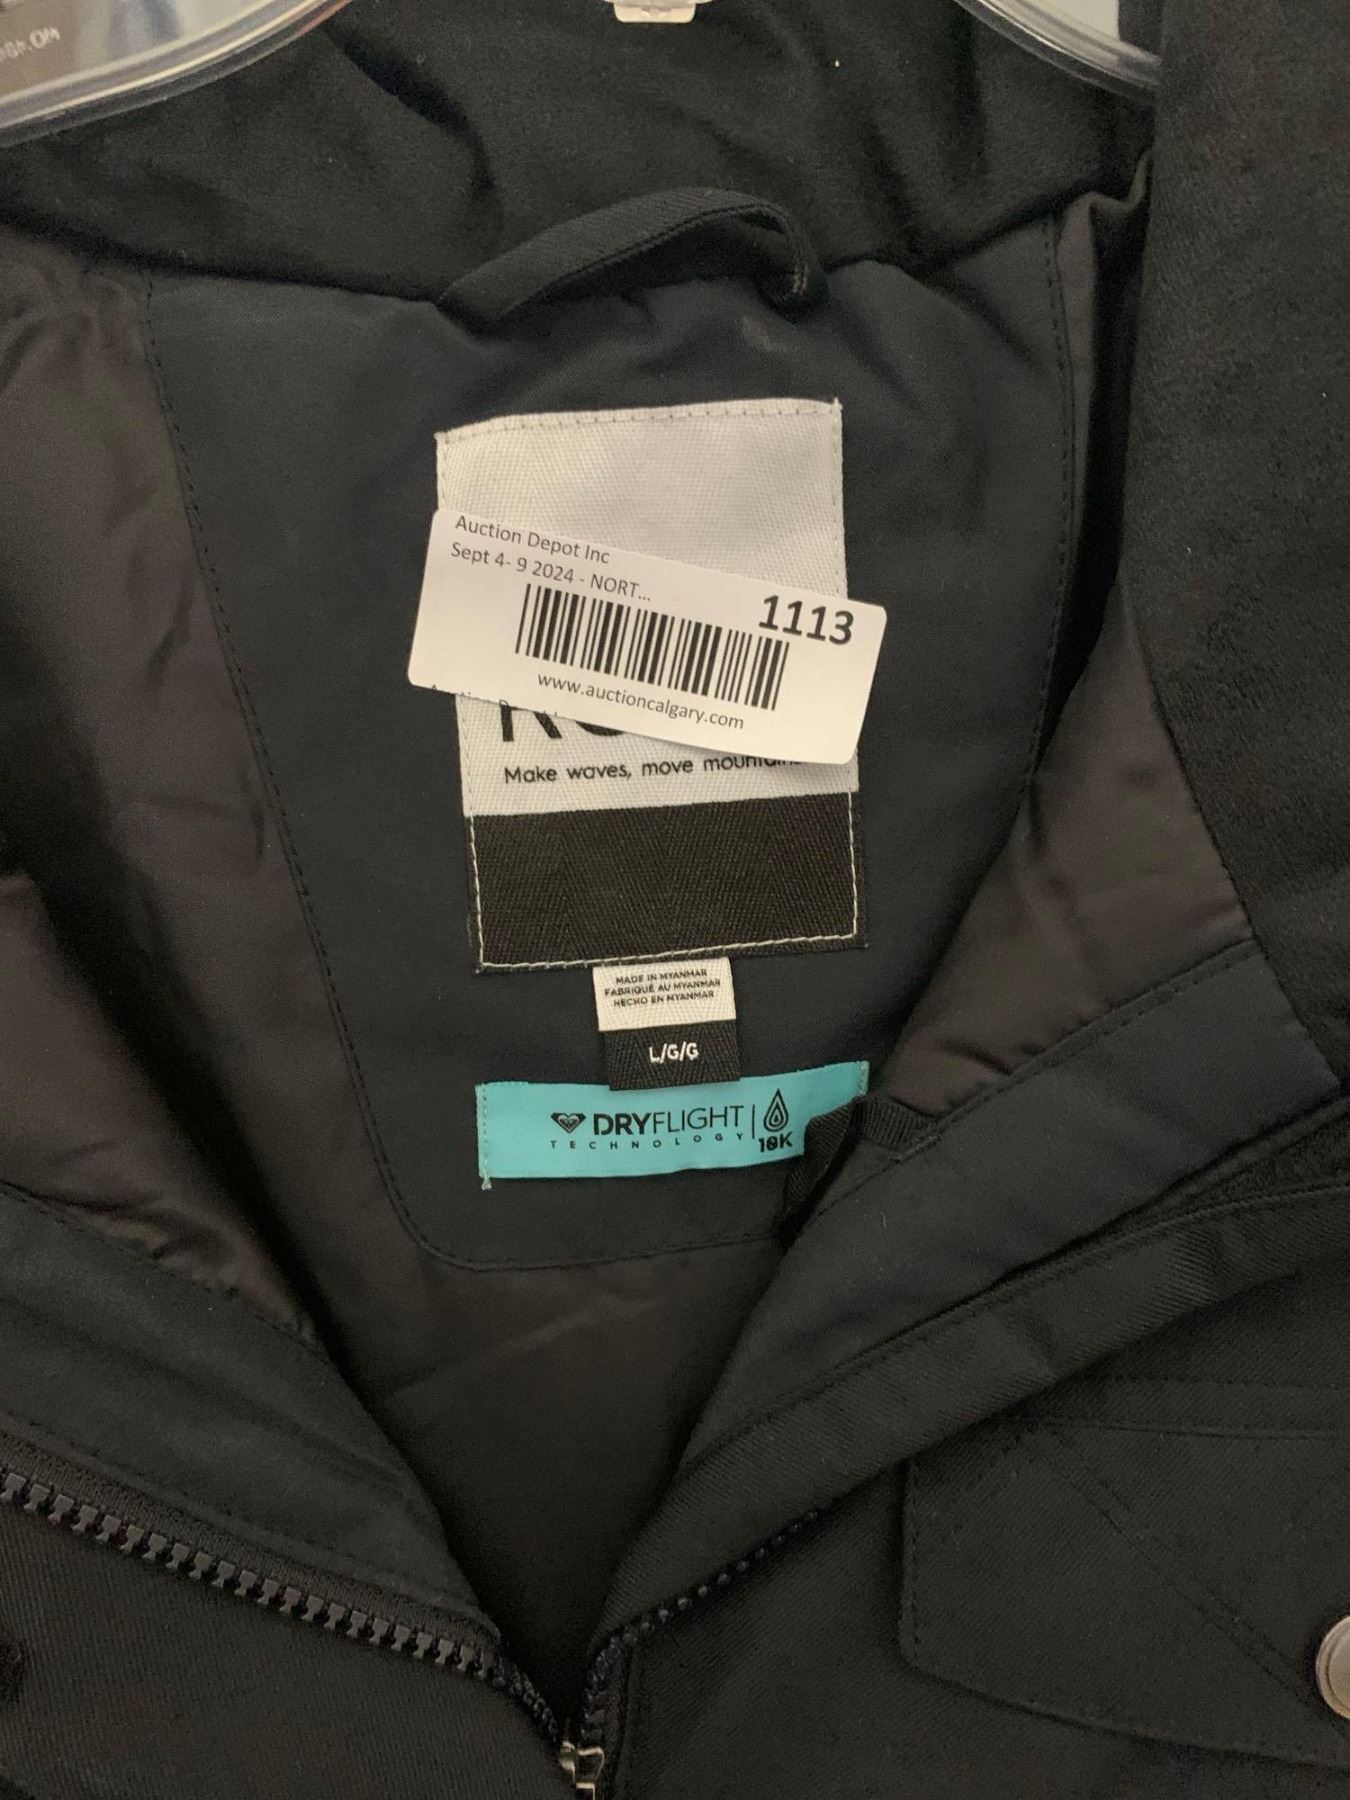 Auction Depot Inc
Sept 4- 9 2024 - NORT...
1113
www.auctioncalgary.com
Make waves, move mountains
MADE IN MYANMAR
FABRIQUÉ AU MYANMAR
HECHO EN MYANMAR
L/G/G
DRYFLIGHT
TECHNOLOGY
10K